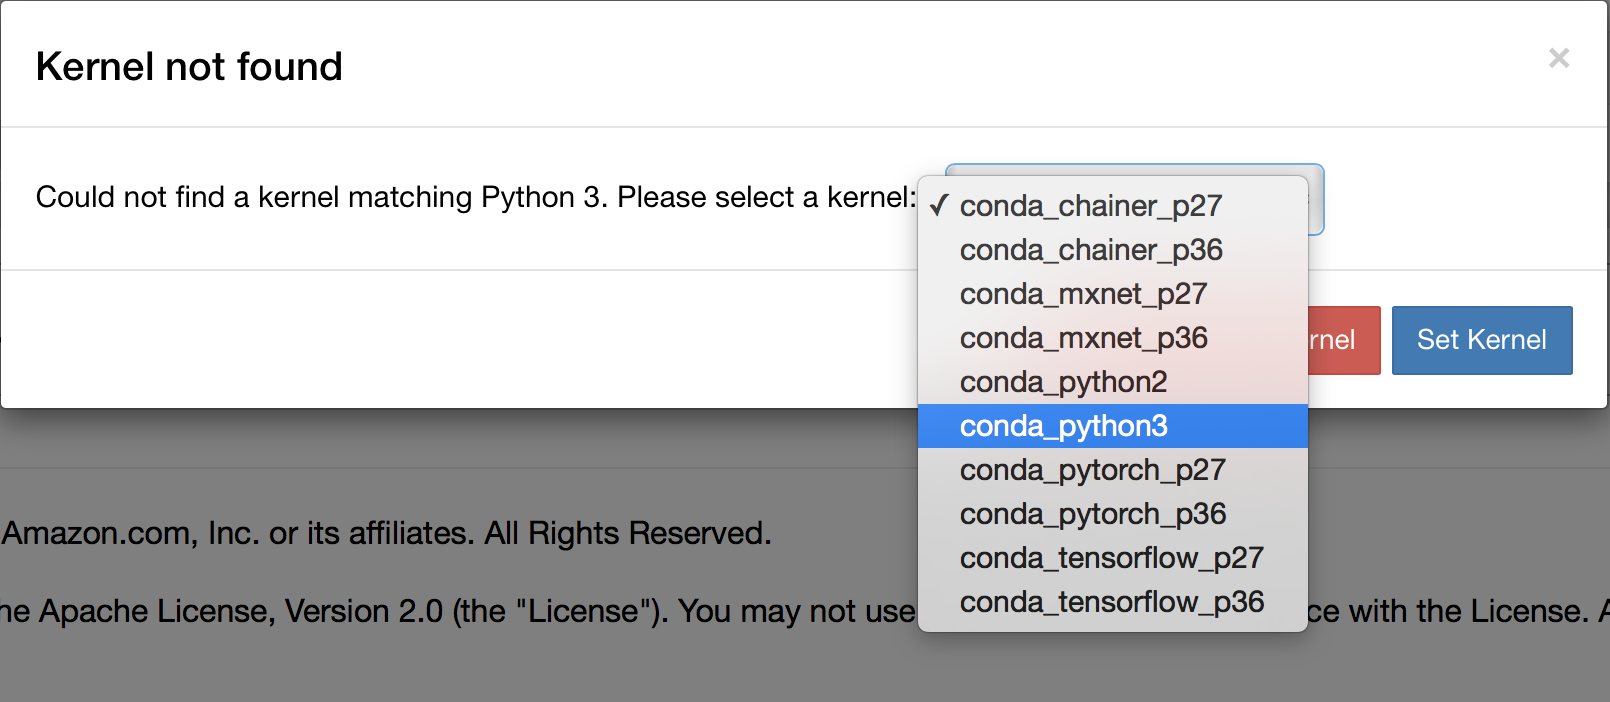 Kernel not found
×
Could not find a kernel matching Python 3. Please select a kernel:
✓ conda_chainer_p27
conda_chainer_p36
conda_mxnet_p27
conda_mxnet_p36
conda_python2
conda_python3
conda_pytorch_p27
conda_pytorch_p36
conda_tensorflow_p27
conda_tensorflow_p36
rnel
Set Kernel
Amazon.com, Inc. or its affiliates. All Rights Reserved.
he Apache License, Version 2.0 (the "License"). You may not use ce with the License. A